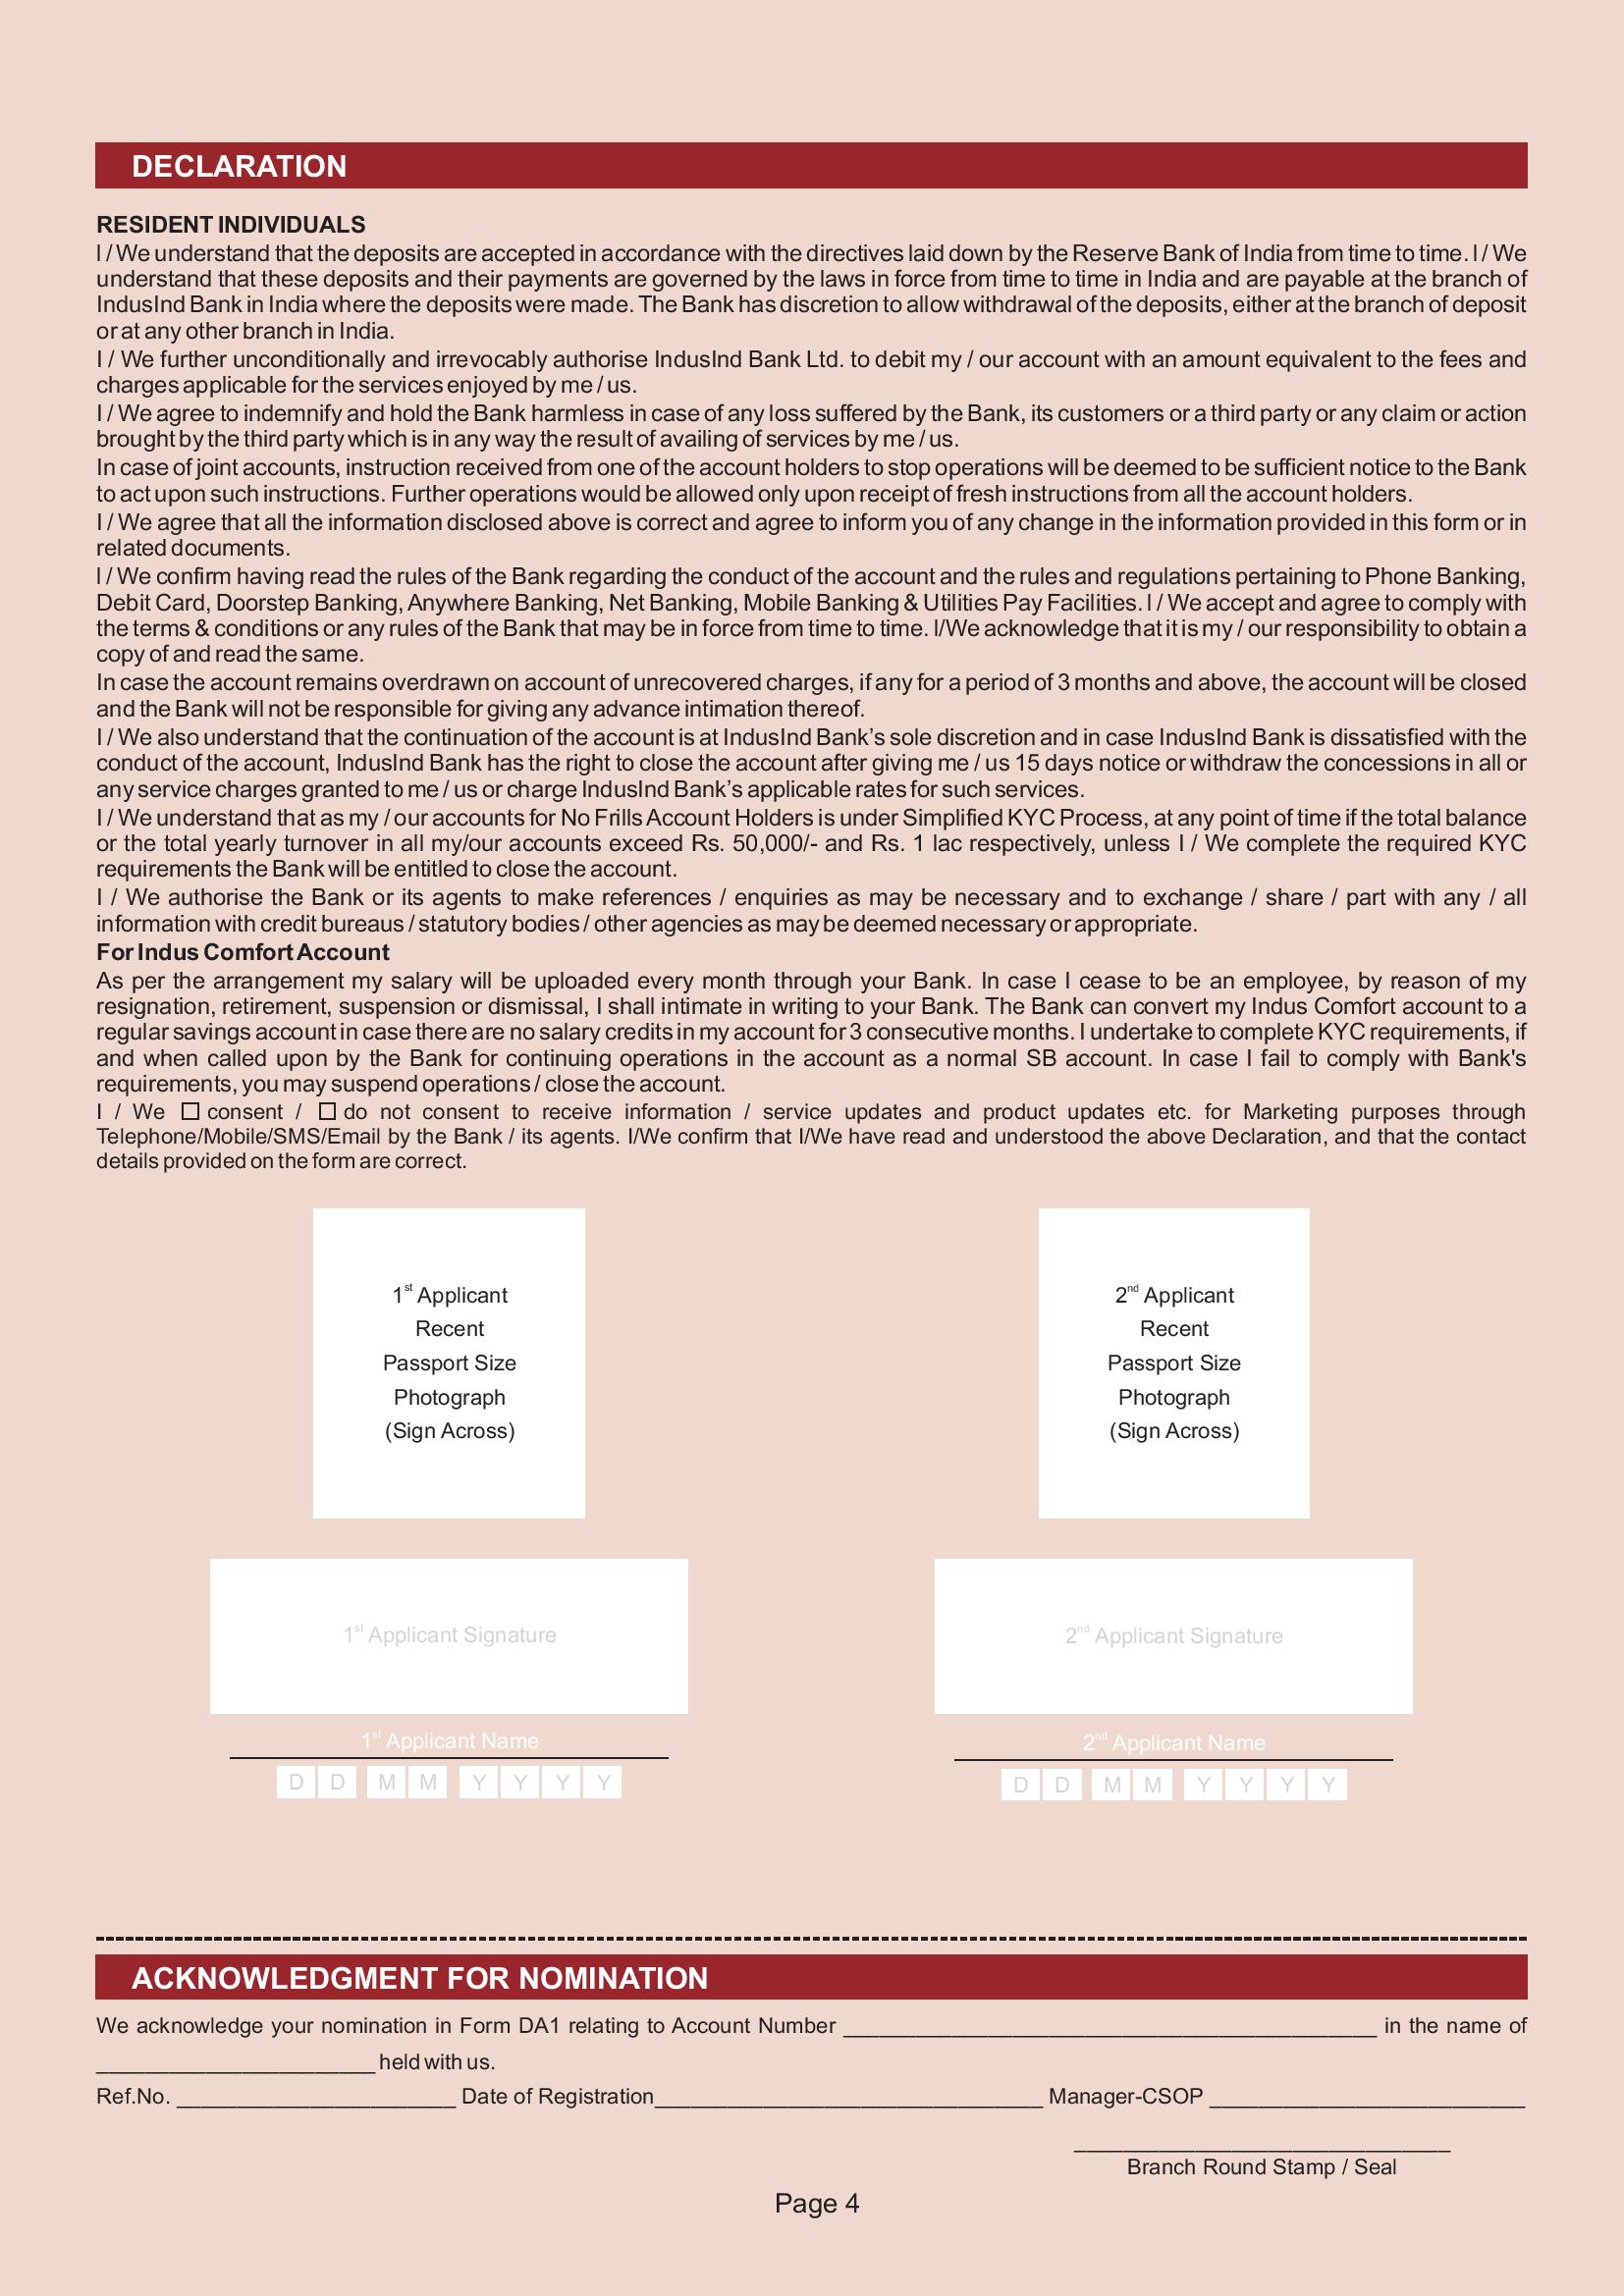 DECLARATION
RESIDENT INDIVIDUALS
I / We understand that the deposits are accepted in accordance with the directives laid down by the Reserve Bank of India from time to time. I / We
understand that these deposits and their payments are governed by the laws in force from time to time in India and are payable at the branch of
IndusInd Bank in India where the deposits were made. The Bank has discretion to allow withdrawal of the deposits, either at the branch of deposit
or at any other branch in India.
I / We further unconditionally and irrevocably authorise IndusInd Bank Ltd. to debit my / our account with an amount equivalent to the fees and
charges applicable for the services enjoyed by me / us.
I / We agree to indemnify and hold the Bank harmless in case of any loss suffered by the Bank, its customers or a third party or any claim or action
brought by the third party which is in any way the result of availing of services by me / us.
In case of joint accounts, instruction received from one of the account holders to stop operations will be deemed to be sufficient notice to the Bank
to act upon such instructions. Further operations would be allowed only upon receipt of fresh instructions from all the account holders.
I / We agree that all the information disclosed above is correct and agree to inform you of any change in the information provided in this form or in
related documents.
I / We confirm having read the rules of the Bank regarding the conduct of the account and the rules and regulations pertaining to Phone Banking,
Debit Card, Doorstep Banking, Anywhere Banking, Net Banking, Mobile Banking & Utilities Pay Facilities. I / We accept and agree to comply with
the terms & conditions or any rules of the Bank that may be in force from time to time. I/We acknowledge that it is my / our responsibility to obtain a
copy of and read the same.
In case the account remains overdrawn on account of unrecovered charges, if any for a period of 3 months and above, the account will be closed
and the Bank will not be responsible for giving any advance intimation thereof.
I / We also understand that the continuation of the account is at IndusInd Bank's sole discretion and in case IndusInd Bank is dissatisfied with the
conduct of the account, IndusInd Bank has the right to close the account after giving me / us 15 days notice or withdraw the concessions in all or
any service charges granted to me / us or charge IndusInd Bank's applicable rates for such services.
I / We understand that as my / our accounts for No Frills Account Holders is under Simplified KYC Process, at any point of time if the total balance
or the total yearly turnover in all my/our accounts exceed Rs. 50,000/- and Rs. 1 lac respectively, unless I / We complete the required KYC
requirements the Bank will be entitled to close the account.
I / We authorise the Bank or its agents to make references / enquiries as may be necessary and to exchange / share / part with any / all
information with credit bureaus / statutory bodies / other agencies as may be deemed necessary or appropriate.
For Indus Comfort Account
As per the arrangement my salary will be uploaded every month through your Bank. In case I cease to be an employee, by reason of my
resignation, retirement, suspension or dismissal, I shall intimate in writing to your Bank. The Bank can convert my Indus Comfort account to a
regular savings account in case there are no salary credits in my account for 3 consecutive months. I undertake to complete KYC requirements, if
and when called upon by the Bank for continuing operations in the account as a normal SB account. In case I fail to comply with Bank's
requirements, you may suspend operations / close the account.
I / We ☐ consent / ☐ do not consent to receive information / service updates and product updates etc. for Marketing purposes through
Telephone/Mobile/SMS/Email by the Bank / its agents. I/We confirm that I/We have read and understood the above Declaration, and that the contact
details provided on the form are correct.
1st Applicant
Recent
Passport Size
Photograph
(Sign Across)
2nd Applicant
Recent
Passport Size
Photograph
(Sign Across)
1st Applicant Signature
2nd Applicant Signature
1st Applicant Name
2nd Applicant Name
D D M M Y Y Y Y
D D M M Y Y Y Y
ACKNOWLEDGMENT FOR NOMINATION
We acknowledge your nomination in Form DA1 relating to Account Number ____ in the name of
____ held with us.
Ref.No. ____ Date of Registration____ Manager-CSOP ____
Branch Round Stamp / Seal
Page 4